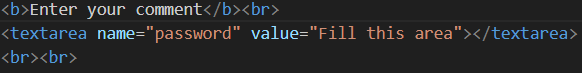 <b>Enter your comment</b><br>
<textarea name="password" value="Fill this area"></textarea>
<br><br>